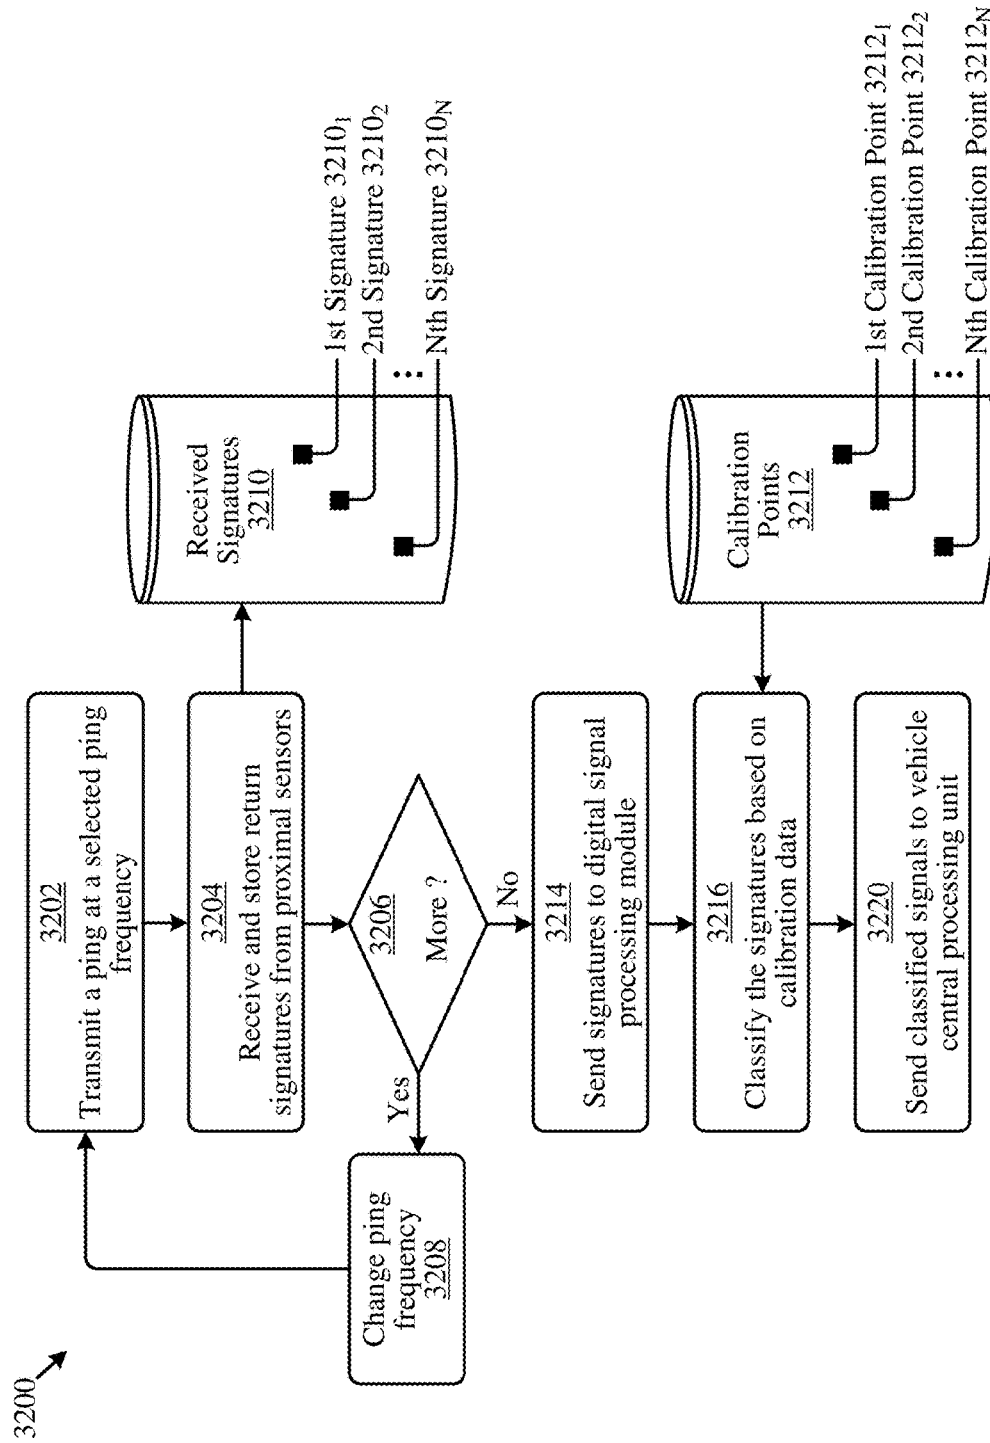 3200
3202
Transmit a ping at a selected ping
frequency
3204
Receive and store return
signatures from proximal sensors
3206
More ?
Yes
No
Change ping
frequency
3208
Received
Signatures
3210
1st Signature 3210₁
2nd Signature 3210₂
⋮
Nth Signature 3210N
3214
Send signatures to digital signal
processing module
3216
Classify the signatures based on
calibration data
3220
Send classified signals to vehicle
central processing unit
Calibration
Points
3212
1st Calibration Point 3212₁
2nd Calibration Point 3212₂
⋮
Nth Calibration Point 3212N